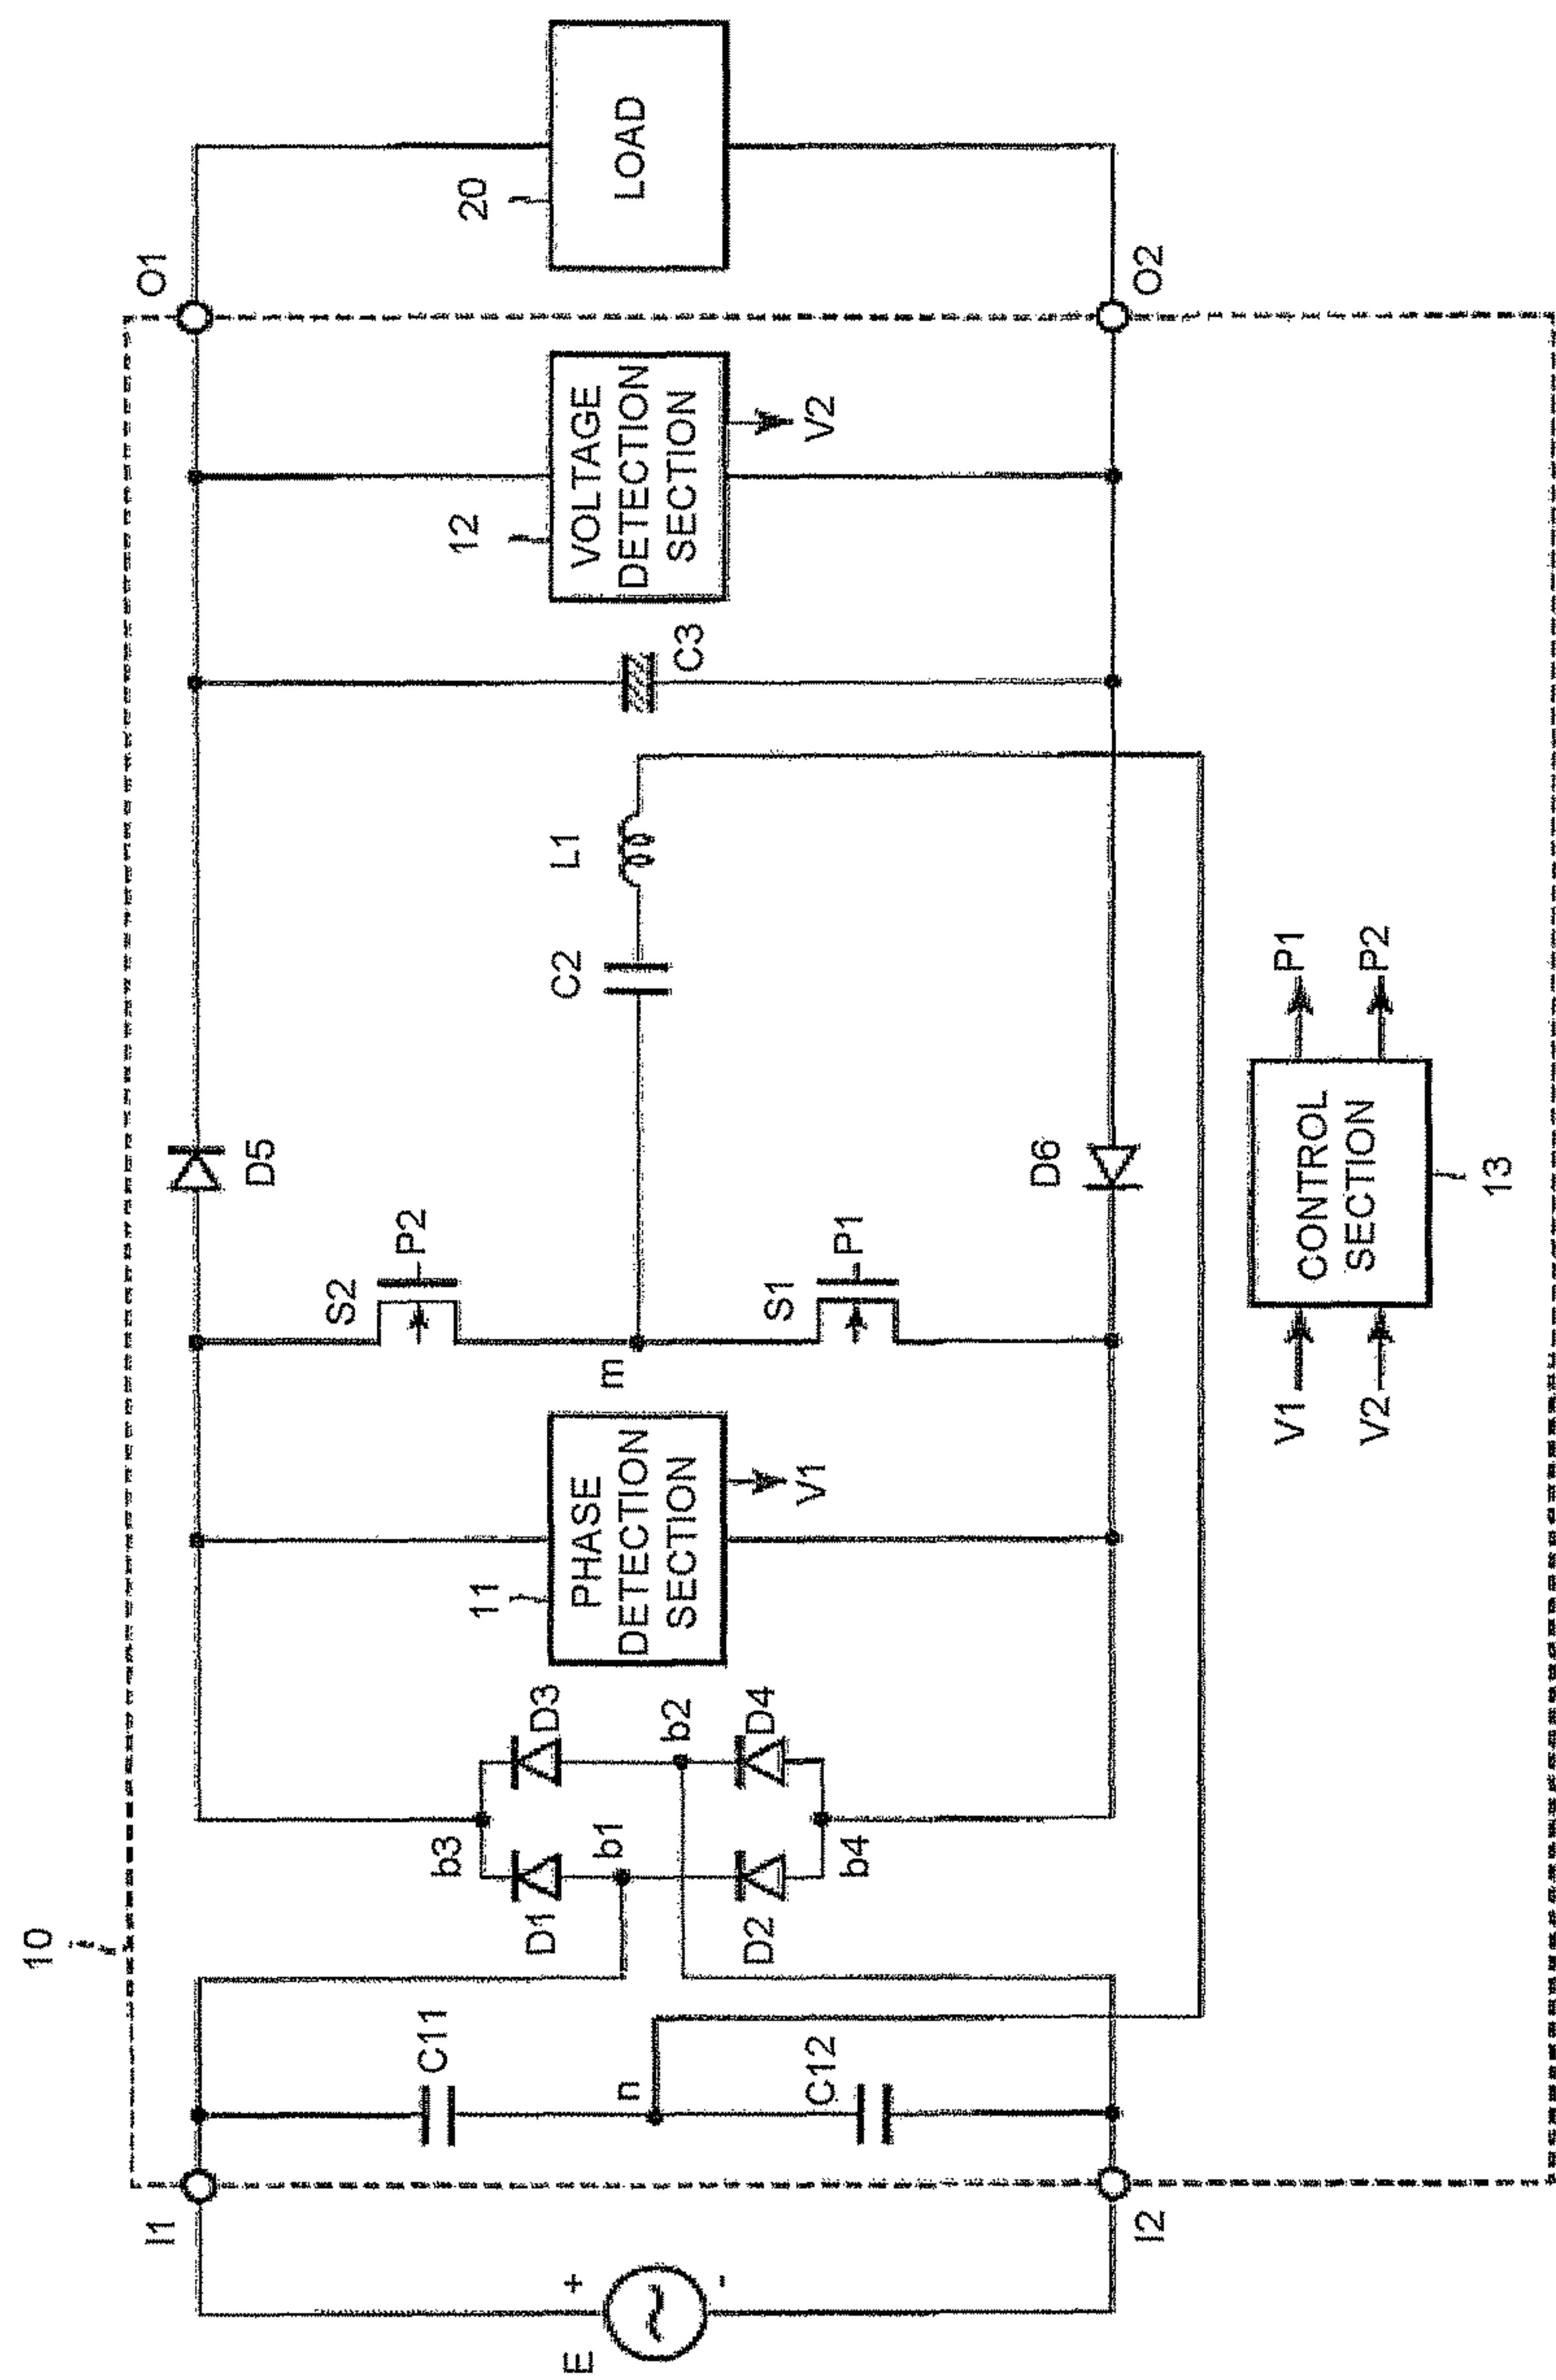 10
E
+
-
I1
I2
C11
n
C12
b3
b1
D1
D2
D3
b2
D4
b4
11
PHASE
DETECTION
SECTION
V1
m
S2
P2
S1
P1
D5
D6
C2
L1
C3
12
VOLTAGE
DETECTION
SECTION
V2
O1
O2
20
LOAD
V1
V2
CONTROL
SECTION
13
P1
P2